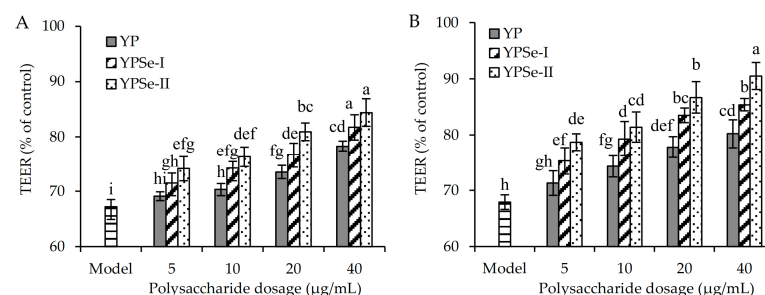 A
TEER (% of control)
100
90
80
70
60
YP
YPSe-I
YPSe-II
i
hi
gh
efg
h
efg
def
fg
de
bc
cd
a
a
Model
5
10
20
40
Polysaccharide dosage (µg/mL)
B
TEER (% of control)
100
90
80
70
60
YP
YPSe-I
YPSe-II
h
gh
ef
de
fg
d
cd
def
bc
b
cd
b
a
Model
5
10
20
40
Polysaccharide dosage (µg/mL)